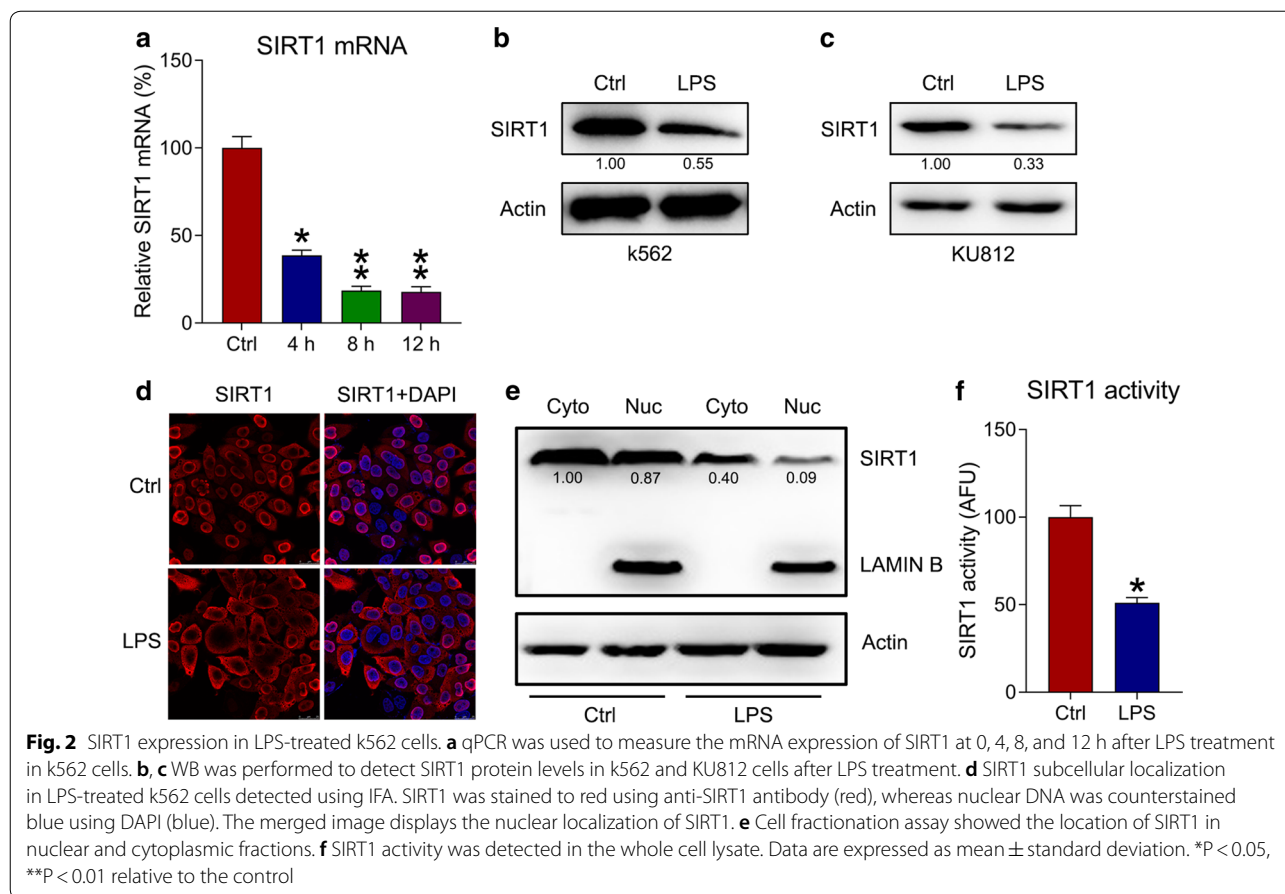 a
SIRT1 mRNA
Relative SIRT1 mRNA (%)
150
100
50
0
*
**
**
Ctrl 4 h 8 h 12 h
b
Ctrl LPS
SIRT1
1.00 0.55
Actin
k562
c
Ctrl LPS
SIRT1
1.00 0.33
Actin
KU812
d
SIRT1 SIRT1+DAPI
Ctrl
LPS
e
Cyto Nuc Cyto Nuc
SIRT1
1.00 0.87 0.40 0.09
LAMIN B
Actin
Ctrl LPS
f
SIRT1 activity
SIRT1 activity (AFU)
150
100
50
0
*
Ctrl LPS
Fig. 2 SIRT1 expression in LPS-treated k562 cells. a qPCR was used to measure the mRNA expression of SIRT1 at 0, 4, 8, and 12 h after LPS treatment
in k562 cells. b, c WB was performed to detect SIRT1 protein levels in k562 and KU812 cells after LPS treatment. d SIRT1 subcellular localization
in LPS-treated k562 cells detected using IFA. SIRT1 was stained to red using anti-SIRT1 antibody (red), whereas nuclear DNA was counterstained
blue using DAPI (blue). The merged image displays the nuclear localization of SIRT1. e Cell fractionation assay showed the location of SIRT1 in
nuclear and cytoplasmic fractions. f SIRT1 activity was detected in the whole cell lysate. Data are expressed as mean ± standard deviation. *P < 0.05,
**P < 0.01 relative to the control